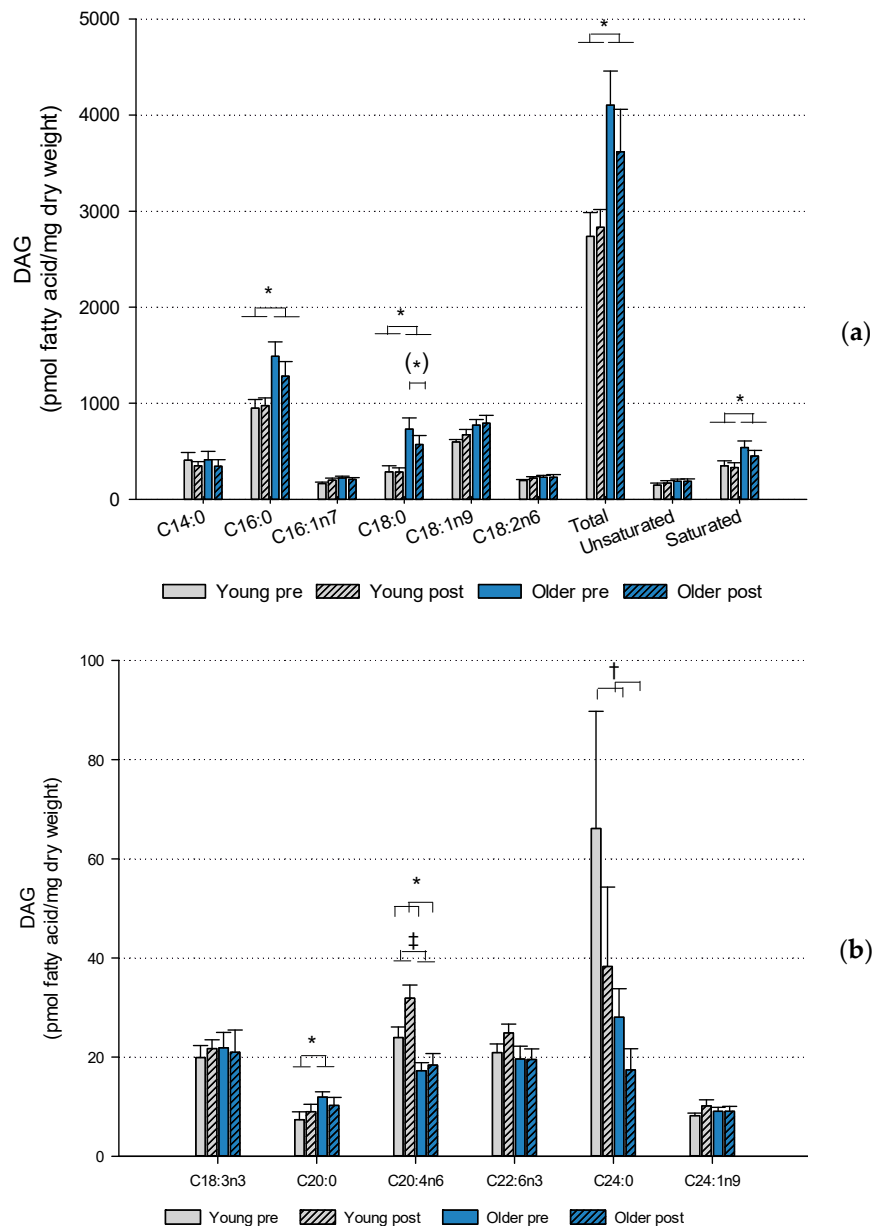 5000
*
4000
DAG
(pmol fatty acid/mg dry weight)
3000
2000
*
*
(*)
(a)
1000
*
0
C14:0 C16:0 C16:1n7 C18:0 C18:1n9 C18:2n6 Total Unsaturated Saturated
Young pre Young post Older pre Older post
100
†
80
DAG
(pmol fatty acid/mg dry weight)
60
*
‡
(b)
40
*
20
0
C18:3n3 C20:0 C20:4n6 C22:6n3 C24:0 C24:1n9
Young pre Young post Older pre Older post